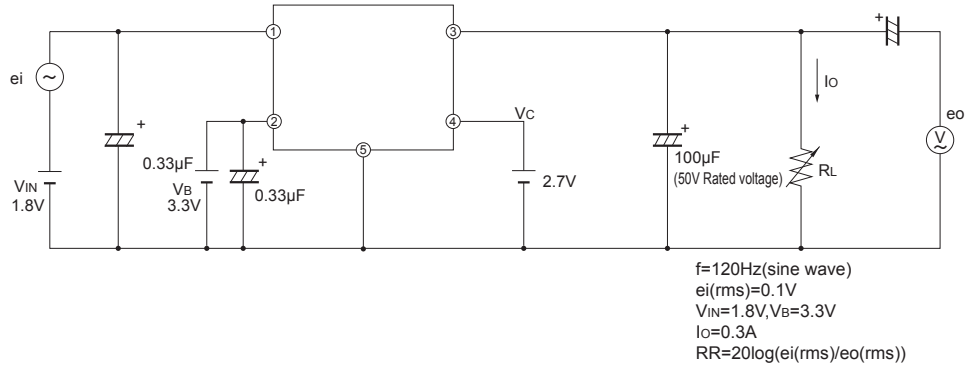 1
3
ei
~
IO
+
+
2
4
VC
eo
V
~
+
+
5
0.33µF
VIN
1.8V
VB
3.3V
0.33µF
2.7V
100µF
(50V Rated voltage)
RL
f=120Hz(sine wave)
ei(rms)=0.1V
VIN=1.8V,VB=3.3V
IO=0.3A
RR=20log(ei(rms)/eo(rms))